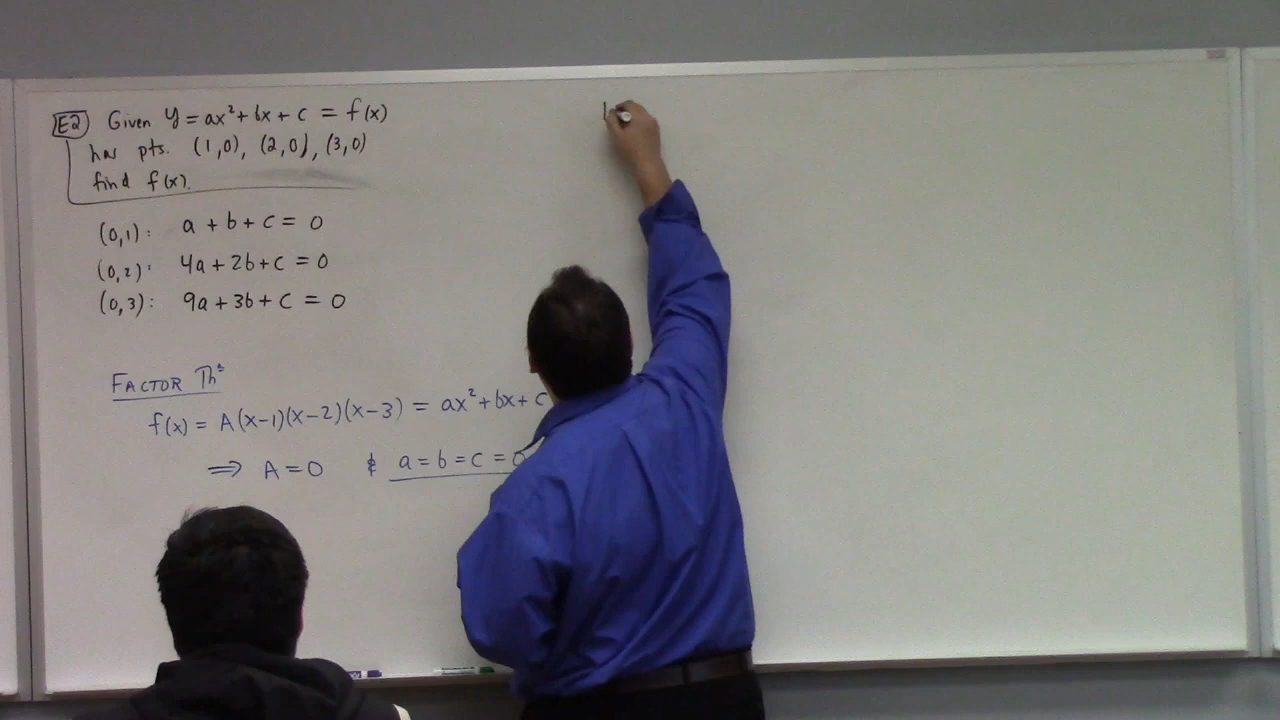 E2 Given y = ax² + bx + c = f(x)
has pts. (1,0), (2,0), (3,0)
find f(x).
(0,1): a + b + c = 0
(0,2): 4a + 2b + c = 0
(0,3): 9a + 3b + c = 0
FACTOR Thᵐ
f(x) = A(x-1)(x-2)(x-3) = ax² + bx + c
⟹ A = 0 & a = b = c = 0